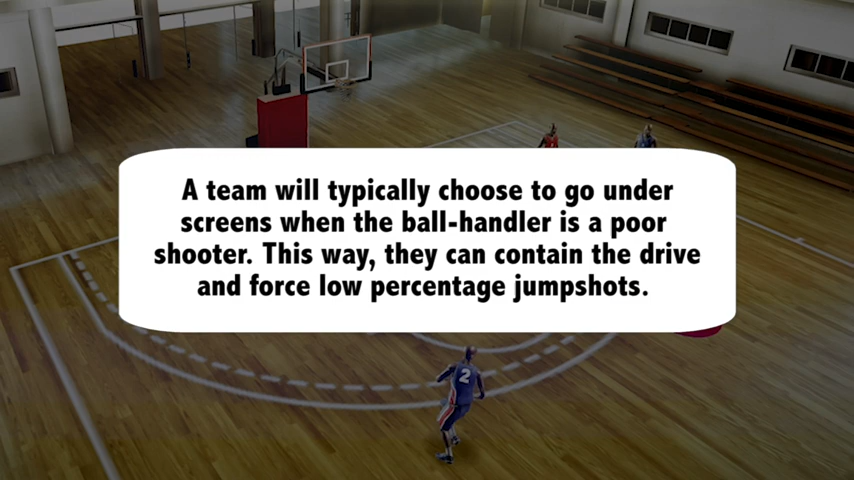 A team will typically choose to go under
screens when the ball-handler is a poor
shooter. This way, they can contain the drive
and force low percentage jumpshots.
2